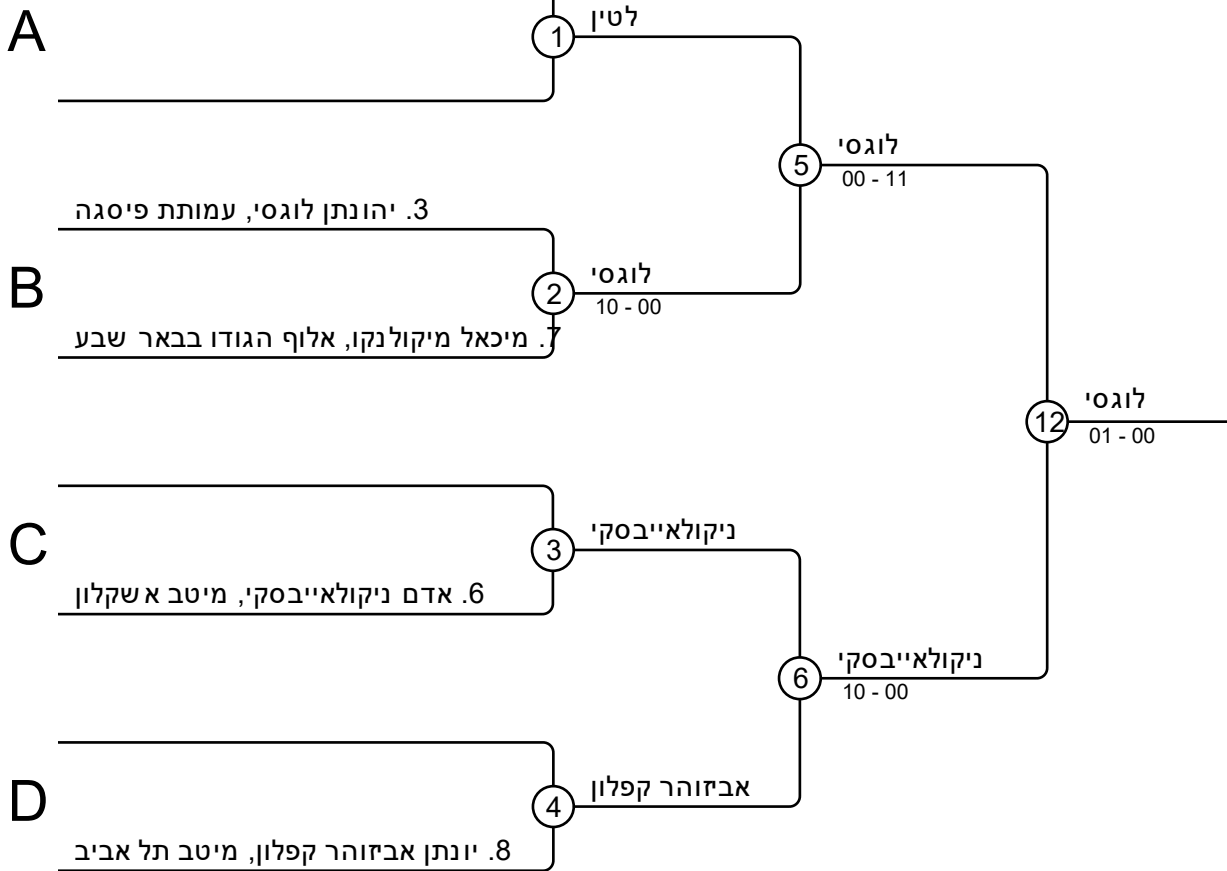 A
1
לטין
5
לוגסי
00 - 11
3. יהונתן לוגסי, עמותת פיסגה
B
2
לוגסי
10 - 00
7. מיכאל מיקולנקו, אלוף הגודו בבאר שבע
12
לוגסי
01 - 00
C
3
ניקולאייבסקי
6. אדם ניקולאייבסקי, מיטב אשקלון
6
ניקולאייבסקי
10 - 00
D
4
אביזוהר קפלון
8. יונתן אביזוהר קפלון, מיטב תל אביב